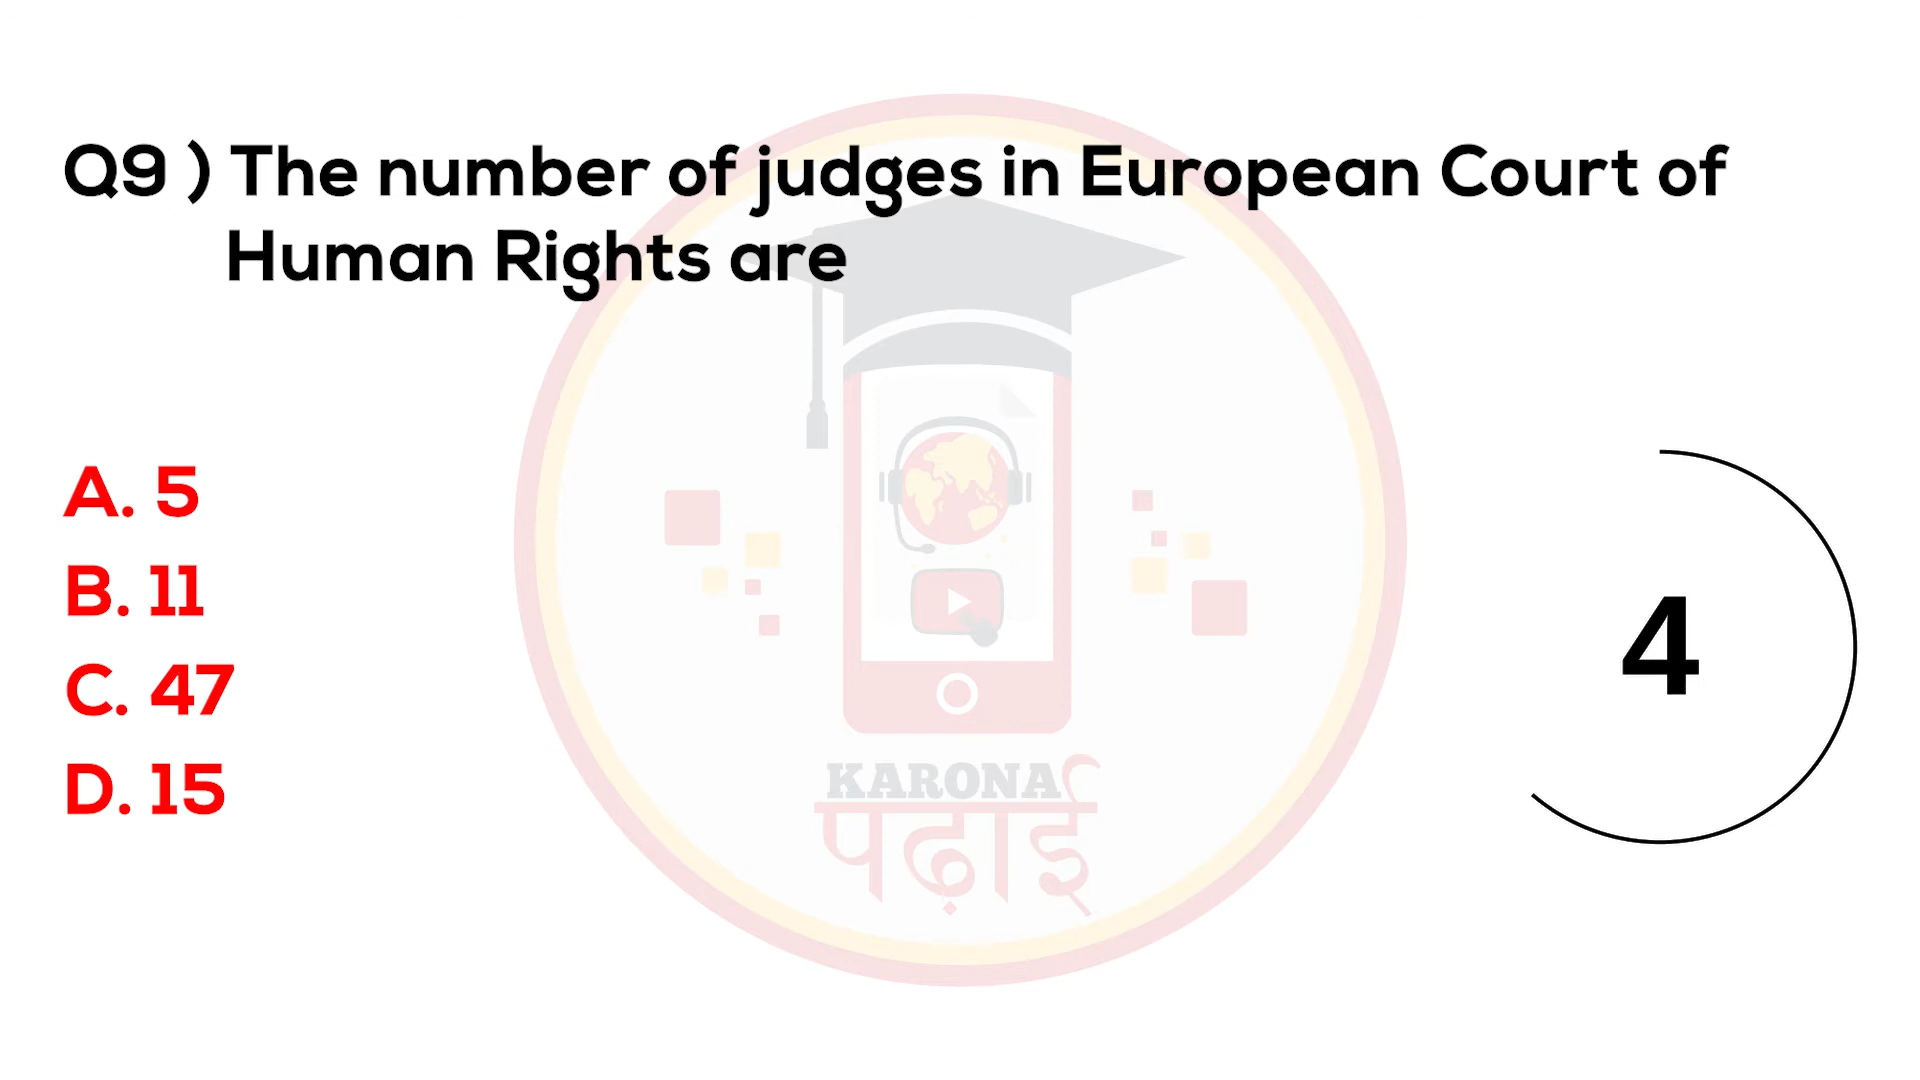 Q9 ) The number of judges in European Court of
Human Rights are
A. 5
B. 11
C. 47
D. 15
4
KARONA
पढ़ाई